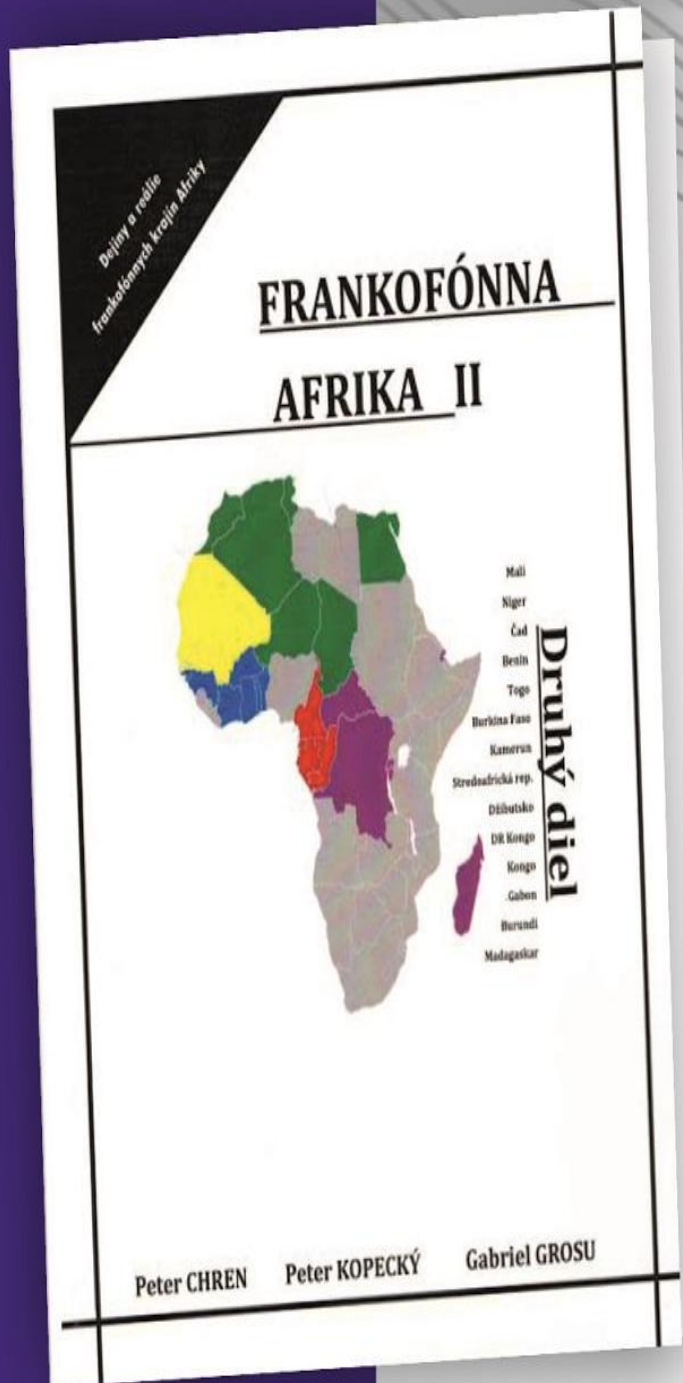 Dejiny a reálie
frankofónnych krajín Afriky
FRANKOFÓNNA
AFRIKA II
Mali
Niger
Čad
Benin
Togo
Burkina Faso
Kamerun
Stredoafrická rep.
Džibutsko
DR Kongo
Kongo
Gabon
Burundi
Madagaskar
Druhý diel
Peter CHREN Peter KOPECKÝ Gabriel GROSU